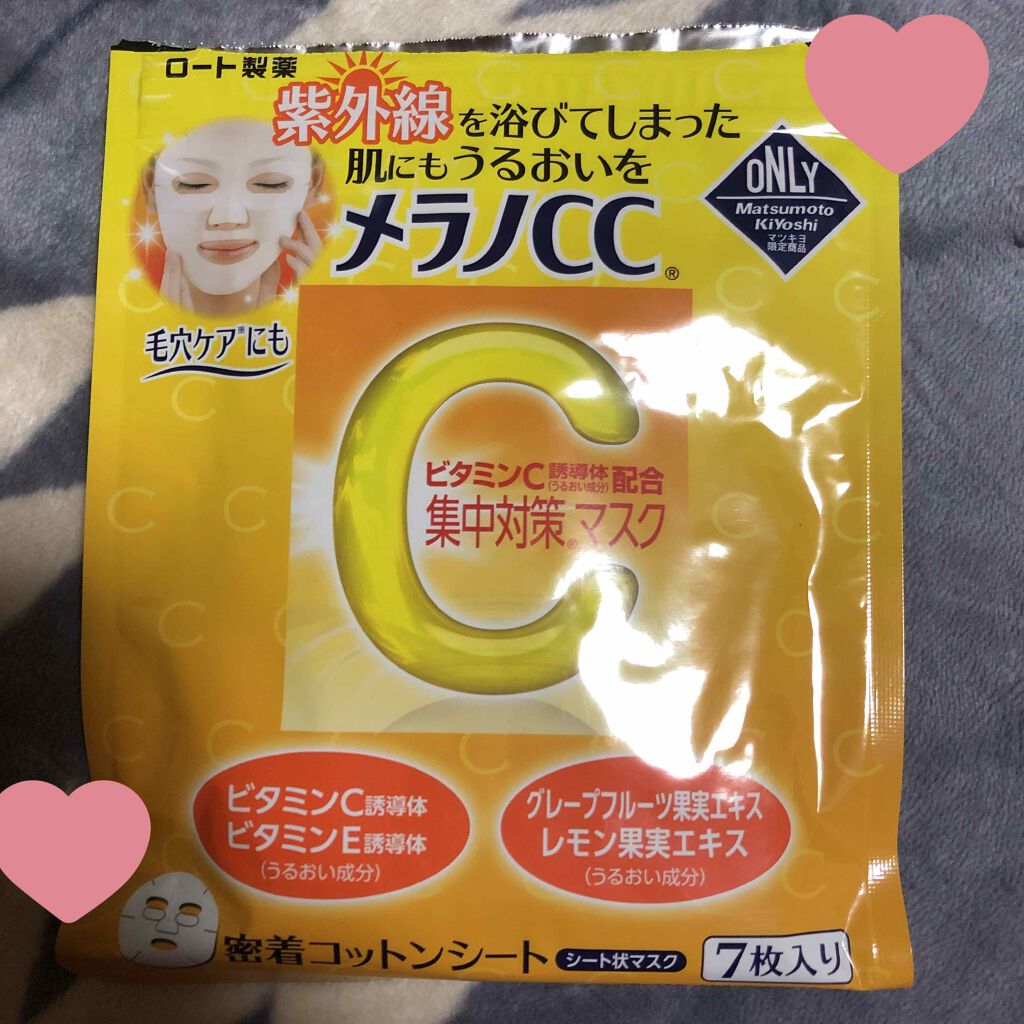 ロート製薬
紫外線を浴びてしまった
肌にもうるおいを
メラノCC®
ONLY
Matsumoto
KiYoshi
マツキヨ
限定商品
毛穴ケア※にも
ビタミンC誘導体(うるおい成分)配合
集中対策®マスク
ビタミンC誘導体
ビタミンE誘導体
(うるおい成分)
グレープフルーツ果実エキス
レモン果実エキス
(うるおい成分)
密着コットンシート シート状マスク 7枚入り